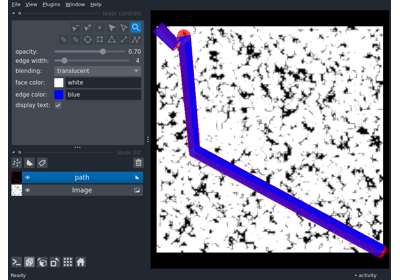 File View Plugins Window Help
layer controls
opacity: 0.70
edge width: 4
blending: translucent
face color: white
edge color: blue
display text:
layer list
path
Image
Ready
activity